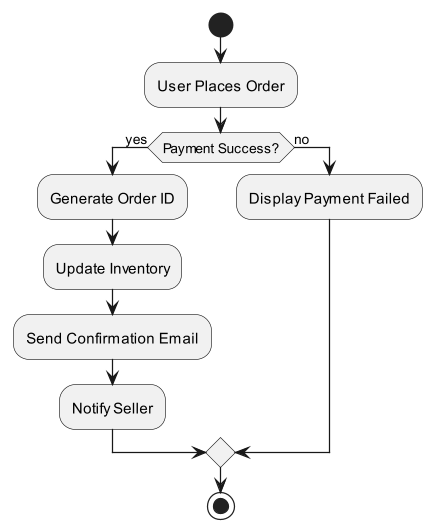 User Places Order
yes
Payment Success?
no
Generate Order ID
Display Payment Failed
Update Inventory
Send Confirmation Email
Notify Seller